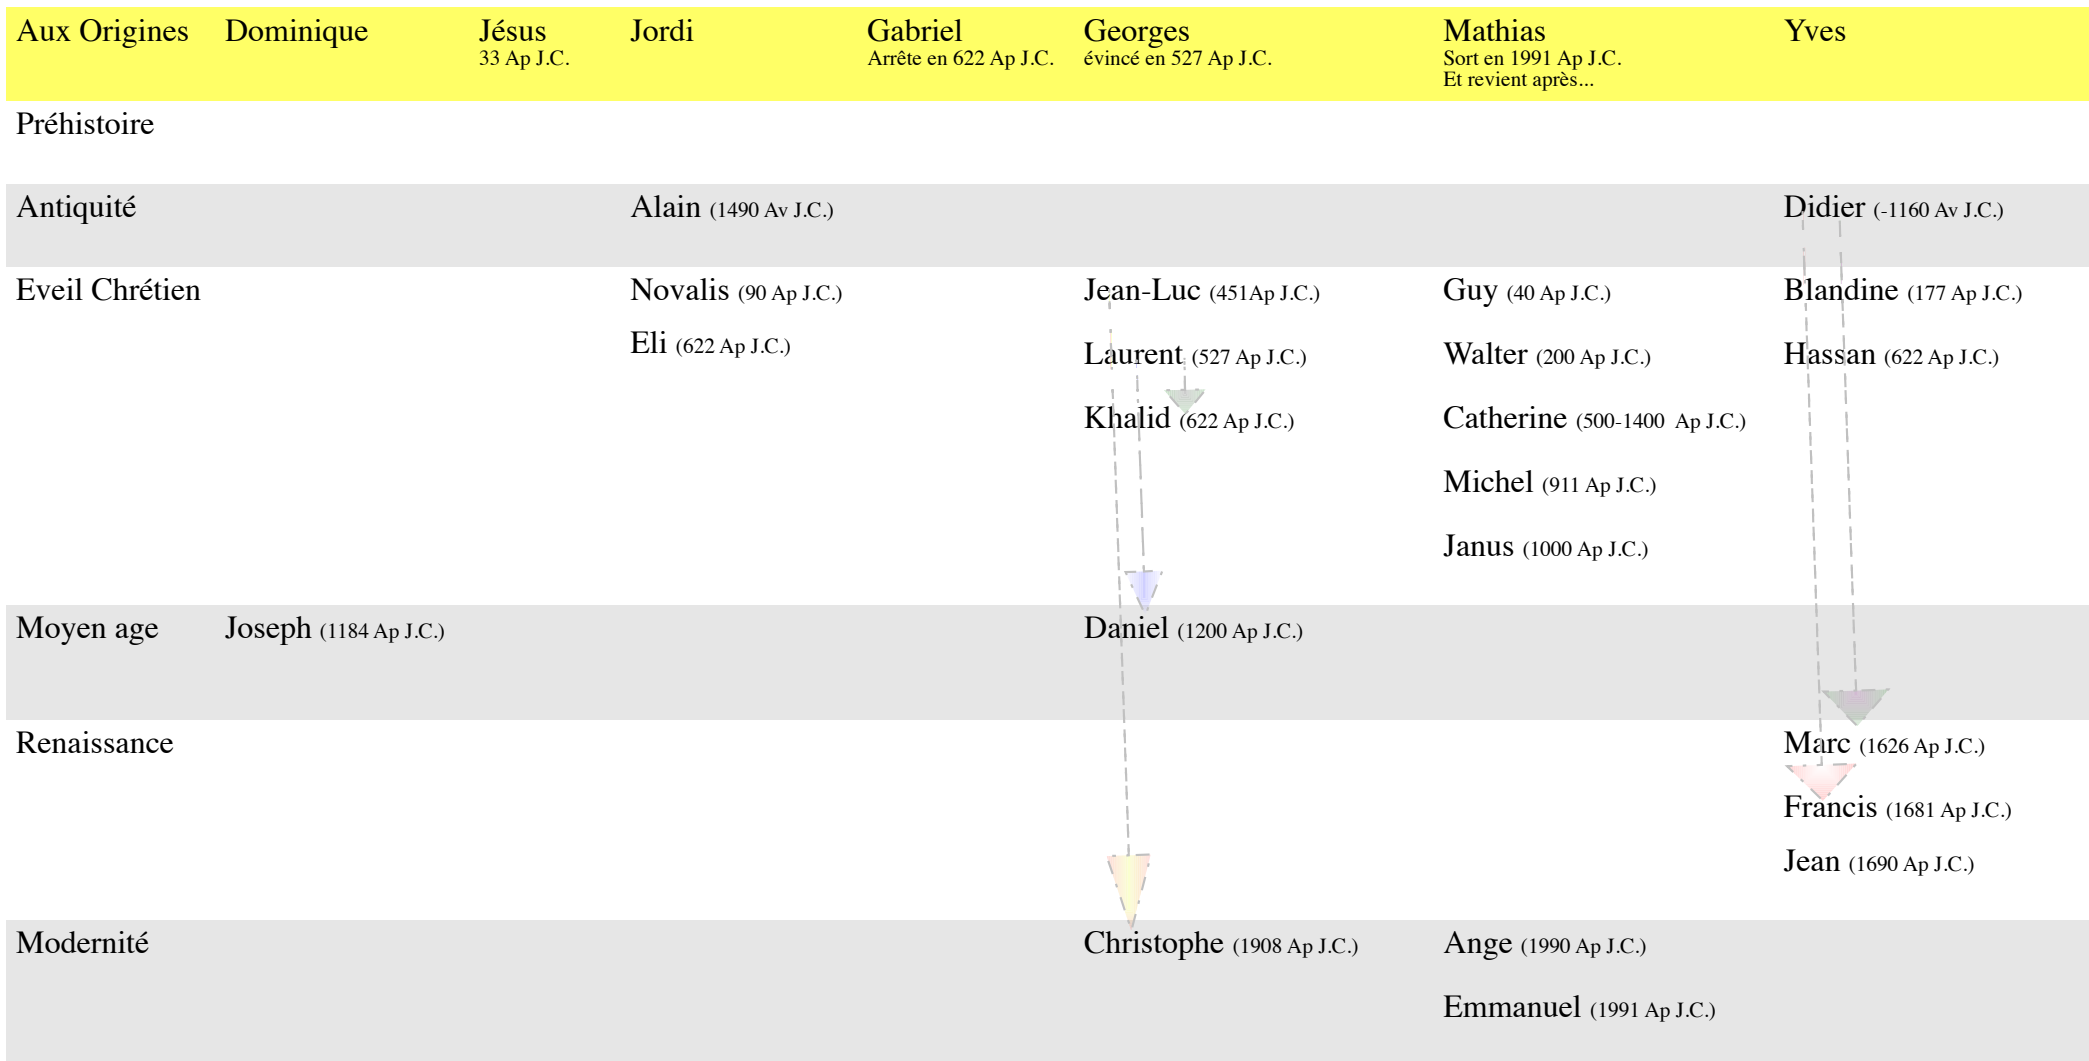 Aux Origines Dominique Jésus Jordi Gabriel Georges Mathias Yves
33 Ap J.C. Arrête en 622 Ap J.C. évincé en 527 Ap J.C. Sort en 1991 Ap J.C.
Et revient après...
Préhistoire
Antiquité Alain (1490 Av J.C.) Didier (-1160 Av J.C.)
Eveil Chrétien Novalis (90 Ap J.C.) Jean-Luc (451Ap J.C.) Guy (40 Ap J.C.) Blandine (177 Ap J.C.)
Eli (622 Ap J.C.) Laurent (527 Ap J.C.) Walter (200 Ap J.C.) Hassan (622 Ap J.C.)
Khalid (622 Ap J.C.) Catherine (500-1400 Ap J.C.)
Michel (911 Ap J.C.)
Janus (1000 Ap J.C.)
Moyen age Joseph (1184 Ap J.C.) Daniel (1200 Ap J.C.)
Renaissance Marc (1626 Ap J.C.)
Francis (1681 Ap J.C.)
Jean (1690 Ap J.C.)
Modernité Christophe (1908 Ap J.C.) Ange (1990 Ap J.C.)
Emmanuel (1991 Ap J.C.)